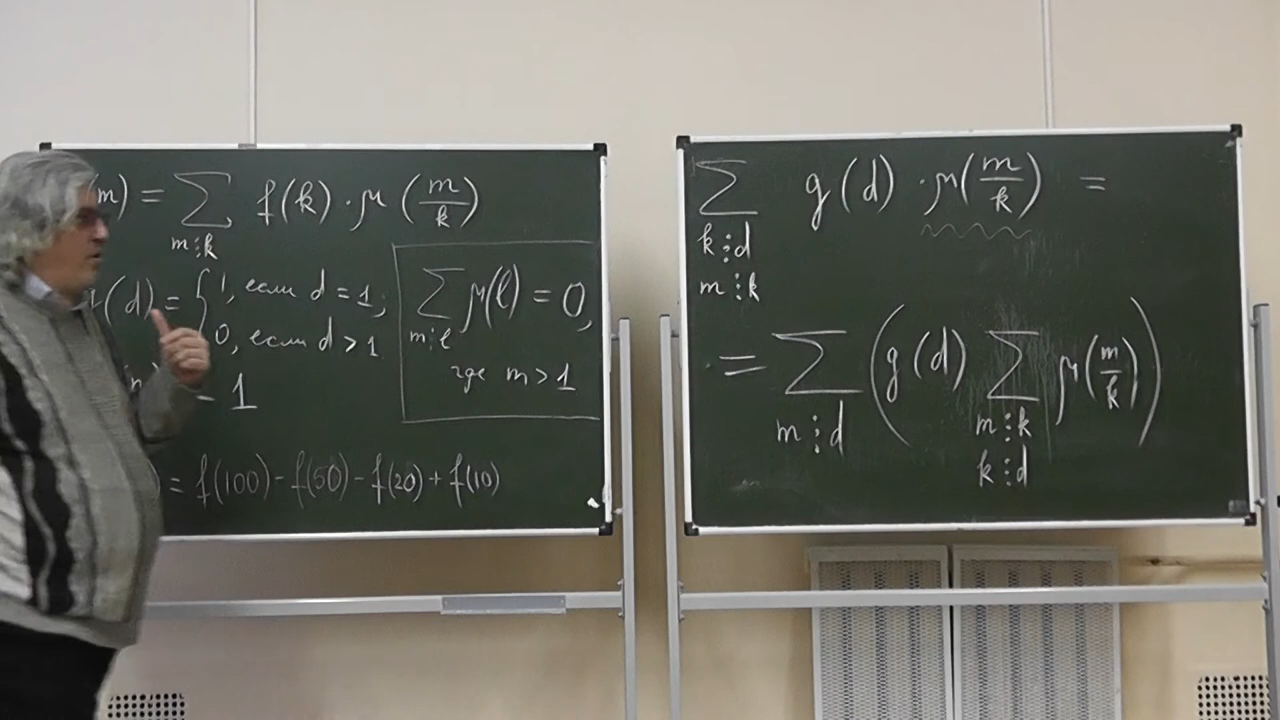 m) = ∑ f(k) · μ (m/k)
m⋮k
(d) = { 1, если d = 1;
0, если d > 1
= 1
∑ μ(l) = 0,
m⋮l
где m > 1
) = f(100) - f(50) - f(20) + f(10)
∑ g(d) · μ(m/k) =
k⋮d
m⋮k
= ∑ (g(d) ∑ μ(m/k))
m⋮d m⋮k
k⋮d